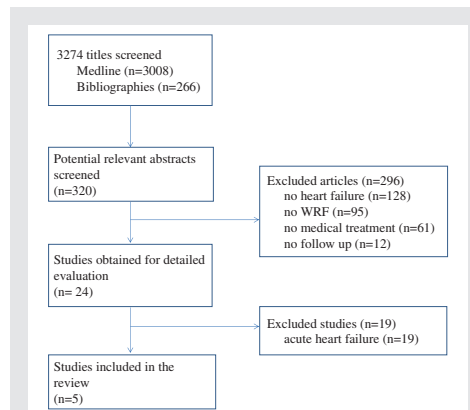 3274 titles screened
Medline (n=3008)
Bibliographies (n=266)
Potential relevant abstracts
screened
(n=320)
Excluded articles (n=296)
no heart failure (n=128)
no WRF (n=95)
no medical treatment (n=61)
no follow up (n=12)
Studies obtained for detailed
evaluation
(n= 24)
Excluded studies (n=19)
acute heart failure (n=19)
Studies included in the
review
(n=5)